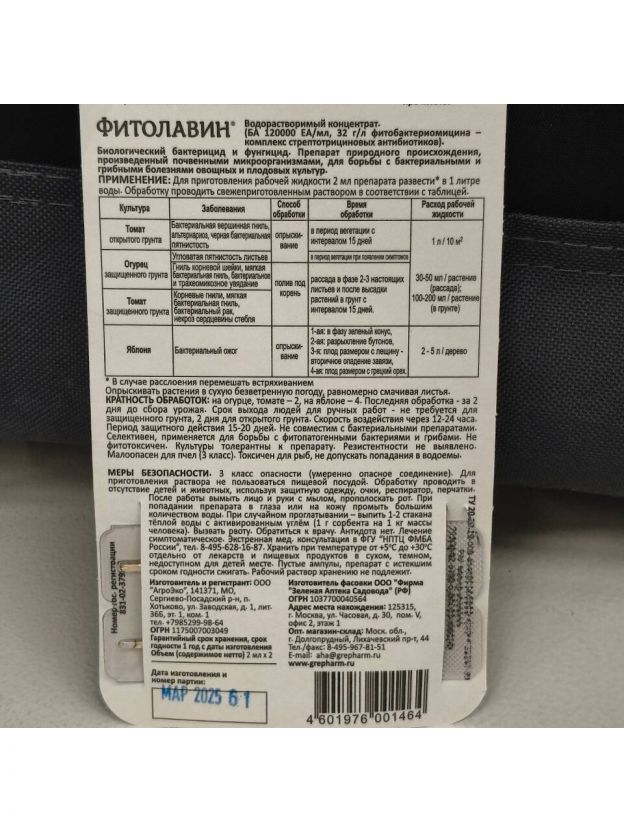 ФИТОЛАВИН®
Водорастворимый концентрат.
(БА 120000 ЕА/мл, 32 г/л фитобактериомицина –
комплекс стрептотрициновых антибиотиков).
Биологический бактерицид и фунгицид. Препарат природного происхождения,
произведенный почвенными микроорганизмами, для борьбы с бактериальными и
грибными болезнями овощных и плодовых культур.
ПРИМЕНЕНИЕ: Для приготовления рабочей жидкости 2 мл препарата развести* в 1 литре
воды. Обработку проводить свежеприготовленным раствором в соответствии с таблицей.
Культура Заболевания Способ обработки Время обработки Расход рабочей жидкости
Томат
открытого грунта
Бактериальная вершинная гниль,
альтернариоз, черная бактериальная
пятнистость
опрыски-
вание
в период вегетации с
интервалом 15 дней
1 л / 10 м²
Огурец
защищенного грунта
Угловатая пятнистость листьев
в период вегетации при появлении симптомов
Гниль корневой шейки, мягкая
бактериальная гниль, бактериальное
и трахеомикозное увядание
полив под
корень
рассада в фазе 2-3 настоящих
листьев и после высадки
растений в грунт с
интервалом 15 дней.
30-50 мл / растение
(рассада);
100-200 мл / растение
(в грунте)
Томат
защищенного грунта
Корневые гнили, мягкая
бактериальная гниль,
бактериальный рак,
некроз сердцевины стебля
Яблоня
Бактериальный ожог
опрыски-
вание
1-ая: в фазу зеленый конус,
2-ая: разрыхление бутонов,
3-я: плод размером с лещину -
вторичное опадение завязи,
4-ая: плод размером с грецкий орех.
2 - 5 л / дерево
* В случае расслоения перемешать встряхиванием
Опрыскивать растения в сухую безветренную погоду, равномерно смачивая листья.
КРАТНОСТЬ ОБРАБОТОК: на огурце, томате – 2, на яблоне – 4. Последняя обработка - за 2
дня до сбора урожая. Срок выхода людей для ручных работ - не требуется для
защищенного грунта, 2 дня для открытого грунта. Скорость воздействия через 12-24 часа.
Период защитного действия 15-20 дней. Не совместим с бактериальными препаратами.
Селективен, применяется для борьбы с фитопатогенными бактериями и грибами. Не
фитотоксичен. Культуры толерантны к препарату. Резистентность не выявлена.
Малоопасен для пчел (3 класс). Токсичен для рыб, не допускать попадания в водоемы.
МЕРЫ БЕЗОПАСНОСТИ. 3 класс опасности (умеренно опасное соединение). Для
приготовления раствора не пользоваться пищевой посудой. Обработку проводить в
отсутствие детей и животных, используя защитную одежду, очки, респиратор, перчатки.
После работы вымыть лицо и руки с мылом, прополоскать рот. При
попадании препарата в глаза или на кожу промыть большим
количеством воды. При случайном проглатывании – выпить 1-2 стакана
тёплой воды с активированным углём (1 г сорбента на 1 кг массы
человека). Вызвать рвоту. Обратиться к врачу. Антидота нет. Лечение
симптоматическое. Экстренная мед. консультация в ФГУ "НПТЦ ФМБА
России", тел. 8-495-628-16-87. Хранить при температуре от +5°С до +30°С
отдельно от лекарств и пищевых продуктов в сухом, темном,
недоступном для детей месте. Пустые ампулы, препарат с истекшим
сроком годности сжигать. Рабочий раствор хранению не подлежит.
Номер гос. регистрации
Изготовитель и регистрант: ООО
"АгроЭко", 141371, МО,
Сергиево-Посадский р-н, п.
Хотьково, ул. Заводская, д. 1, лит.
36Б, эт. 1, ком. 1
тел. +7985299-98-64
ОГРН 1175007003049
Гарантийный срок хранения, срок
годности 1 год с даты изготовления
Объем (содержимое нетто) 2 мл х 2
Изготовитель фасовки ООО "Фирма
"Зеленая Аптека Садовода" (РФ)
ОГРН 1037700040564
Адрес места нахождения: 125315,
г. Москва, ул. Часовая, д. 30, пом. V,
офис 2, этаж 1
Опт. магазин-склад: Моск. обл.,
г. Долгопрудный, Лихачевский пр-т, 44
Тел./факс: 8-495-967-81-51
E-mail: aha@grepharm.ru
www.grepharm.ru
Дата изготовления и
номер партии:
МАР 2025 61
4 601976 001464